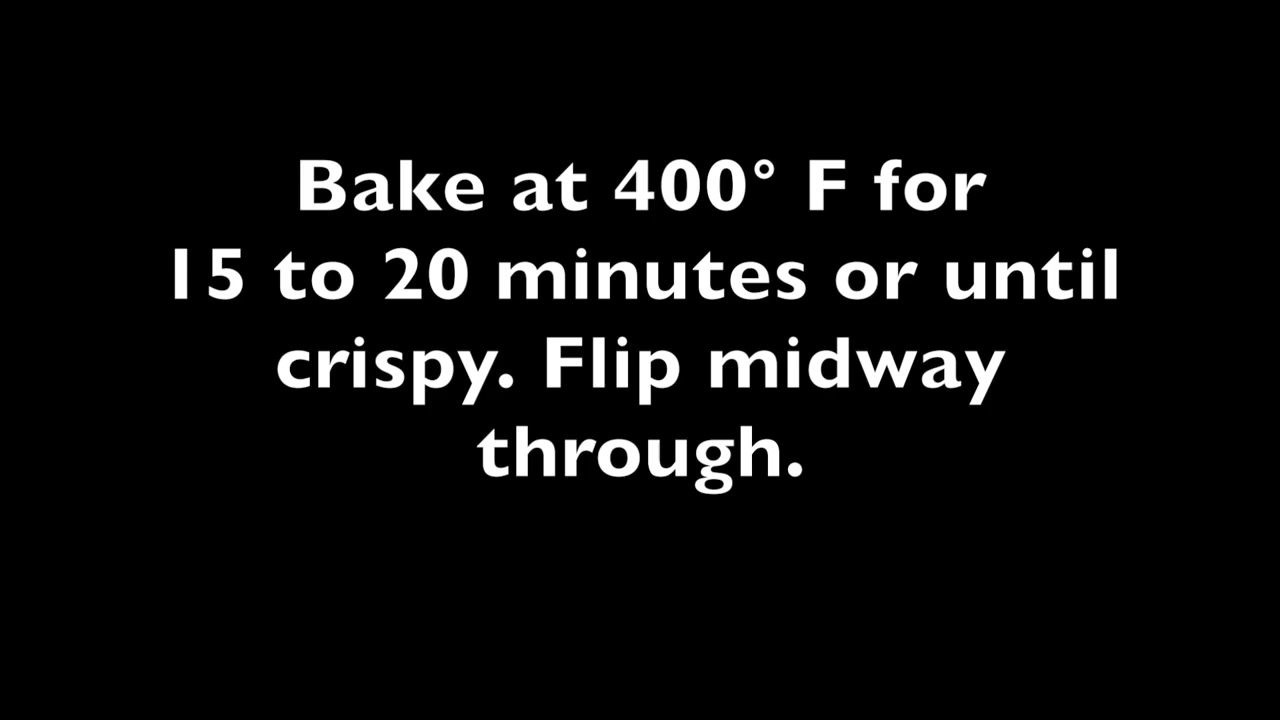 Bake at 400° F for
15 to 20 minutes or until
crispy. Flip midway
through.